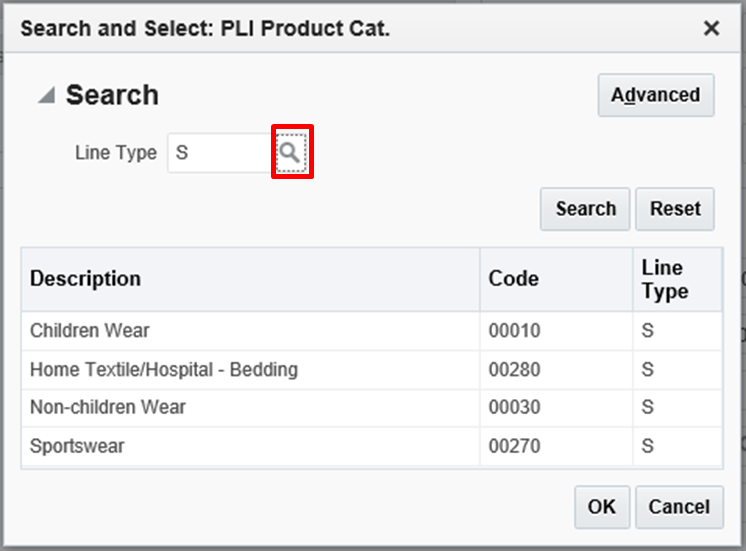 Search and Select: PLI Product Cat.
Search
Advanced
Line Type S
Search Reset
Description Code Line Type
Children Wear 00010 S
Home Textile/Hospital - Bedding 00280 S
Non-children Wear 00030 S
Sportswear 00270 S
OK Cancel